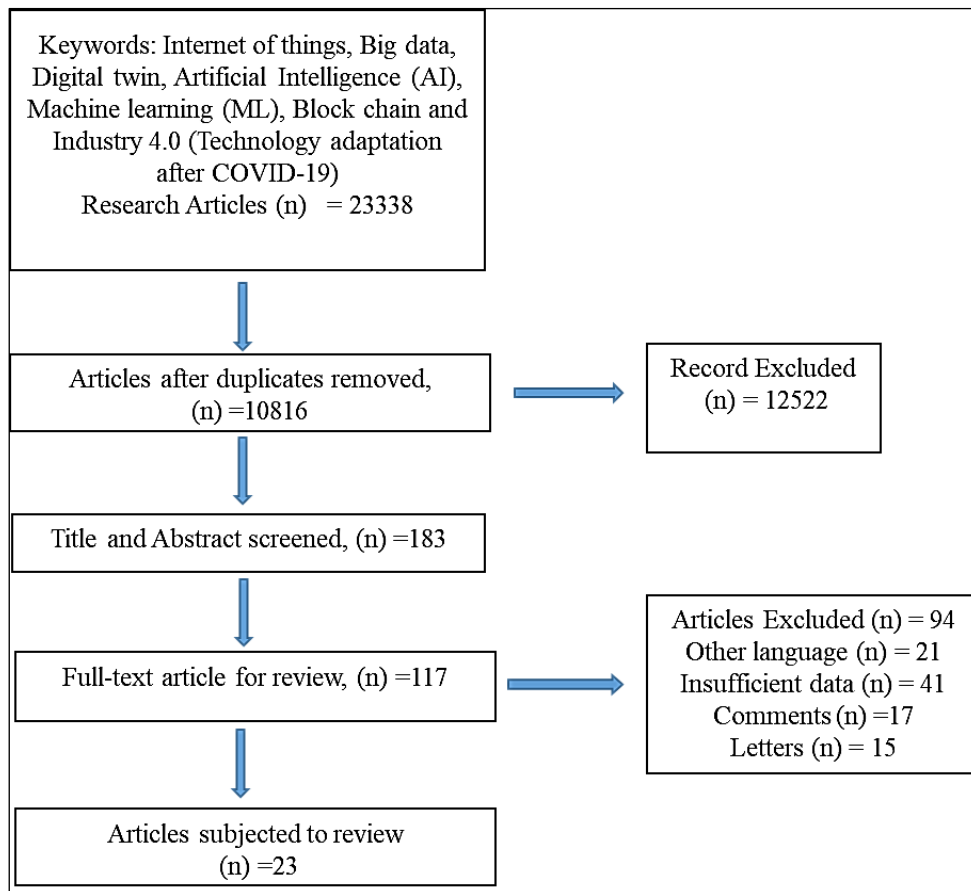 Keywords: Internet of things, Big data,
Digital twin, Artificial Intelligence (AI),
Machine learning (ML), Block chain and
Industry 4.0 (Technology adaptation
after COVID-19)
Research Articles (n) = 23338
Articles after duplicates removed,
(n) =10816
Record Excluded
(n) = 12522
Title and Abstract screened, (n) =183
Full-text article for review, (n) =117
Articles Excluded (n) = 94
Other language (n) = 21
Insufficient data (n) = 41
Comments (n) =17
Letters (n) = 15
Articles subjected to review
(n) =23